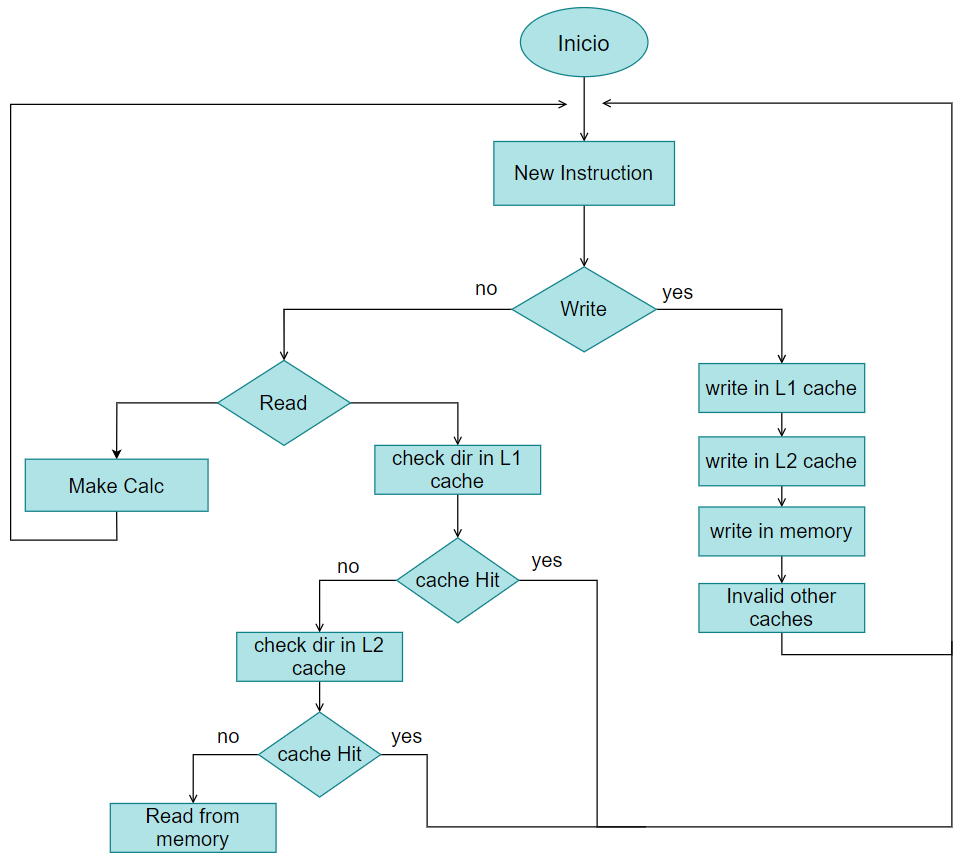 Inicio
New Instruction
no
yes
Write
Read
write in L1 cache
check dir in L1
cache
write in L2 cache
Make Calc
write in memory
no
yes
cache Hit
Invalid other
caches
check dir in L2
cache
no
yes
cache Hit
Read from
memory